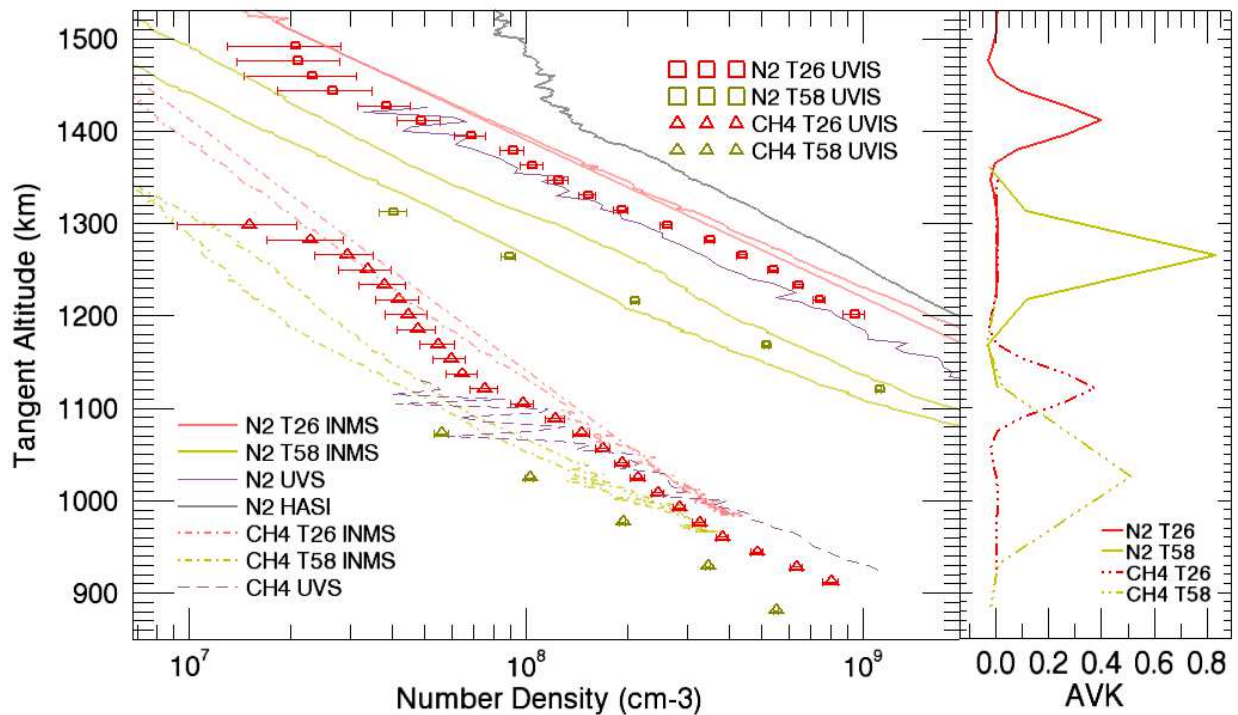 1500
1400
1300
1200
1100
1000
900
Tangent Altitude (km)
N2 T26 UVIS
N2 T58 UVIS
CH4 T26 UVIS
CH4 T58 UVIS
N2 T26 INMS
N2 T58 INMS
N2 UVS
N2 HASI
CH4 T26 INMS
CH4 T58 INMS
CH4 UVS
10^7
10^8
10^9
Number Density (cm-3)
N2 T26
N2 T58
CH4 T26
CH4 T58
0.0 0.2 0.4 0.6 0.8
AVK